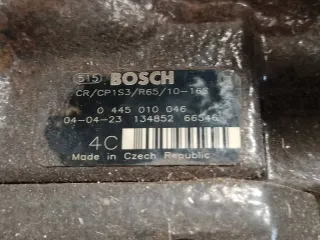 515 BOSCH
CR/CP1S3/R65/10-16S
0 445 010 046
04-04-23 134852 66546
4C
Made in Czech Republic